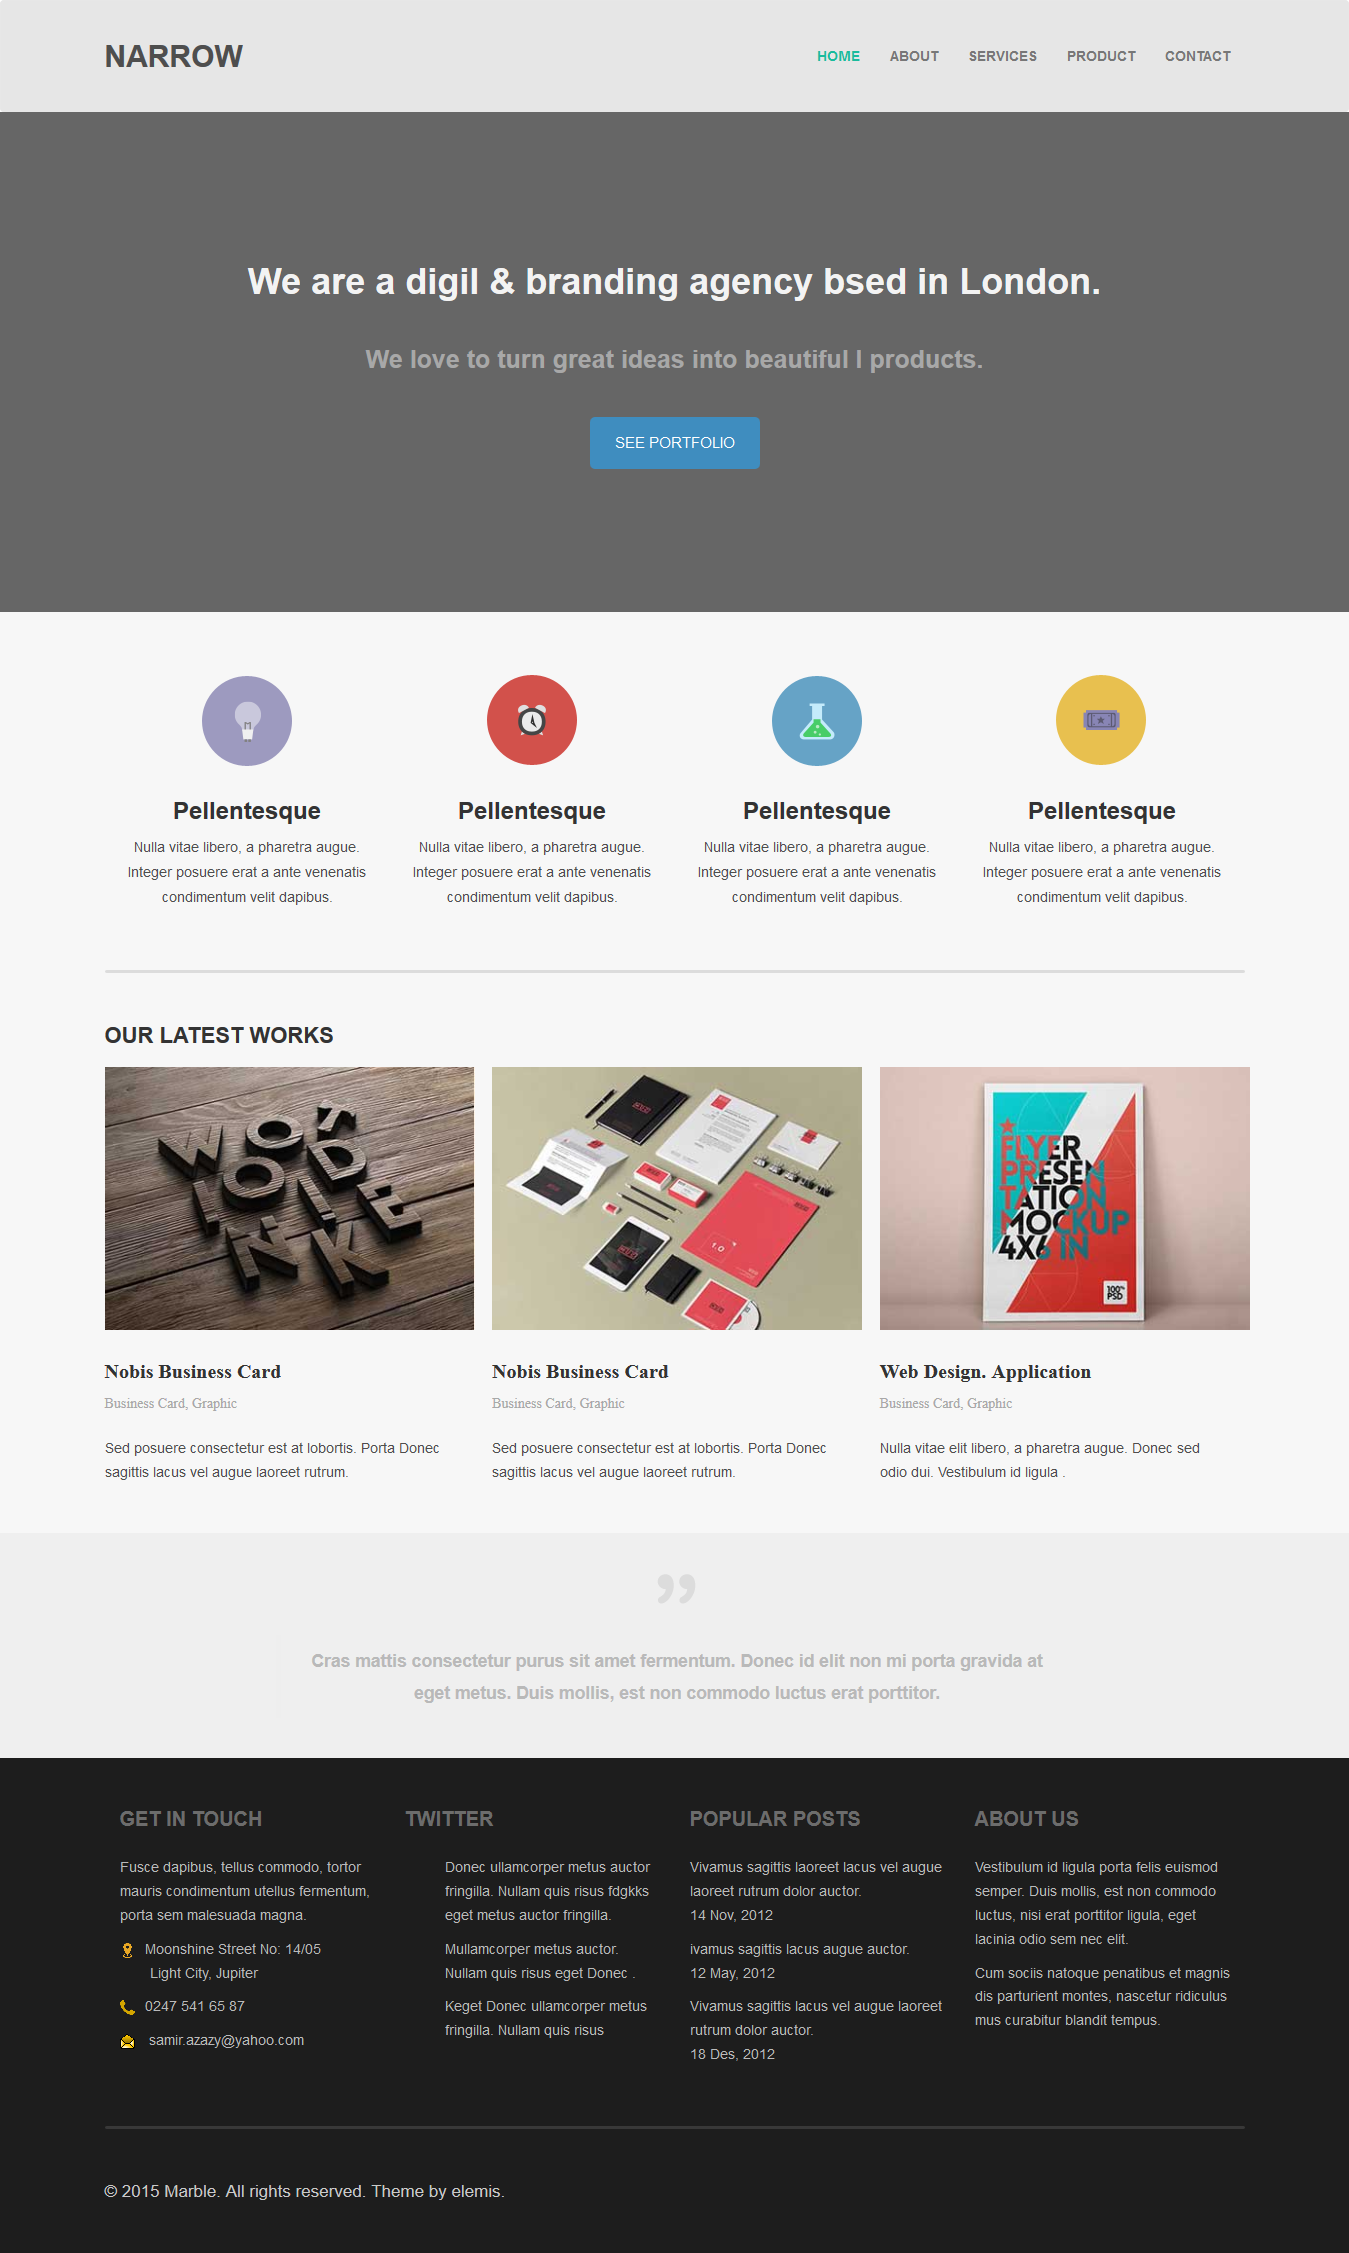 NARROW
HOME ABOUT SERVICES PRODUCT CONTACT
We are a digil & branding agency bsed in London.
We love to turn great ideas into beautiful l products.
SEE PORTFOLIO
Pellentesque
Nulla vitae libero, a pharetra augue.
Integer posuere erat a ante venenatis
condimentum velit dapibus.
Pellentesque
Nulla vitae libero, a pharetra augue.
Integer posuere erat a ante venenatis
condimentum velit dapibus.
Pellentesque
Nulla vitae libero, a pharetra augue.
Integer posuere erat a ante venenatis
condimentum velit dapibus.
Pellentesque
Nulla vitae libero, a pharetra augue.
Integer posuere erat a ante venenatis
condimentum velit dapibus.
OUR LATEST WORKS
1.0
FLYER
PRESEN
TATION
MOCKUP
4X6 IN
100%
PSD
Nobis Business Card
Business Card, Graphic
Sed posuere consectetur est at lobortis. Porta Donec
sagittis lacus vel augue laoreet rutrum.
Nobis Business Card
Business Card, Graphic
Sed posuere consectetur est at lobortis. Porta Donec
sagittis lacus vel augue laoreet rutrum.
Web Design. Application
Business Card, Graphic
Nulla vitae elit libero, a pharetra augue. Donec sed
odio dui. Vestibulum id ligula .
”
Cras mattis consectetur purus sit amet fermentum. Donec id elit non mi porta gravida at
eget metus. Duis mollis, est non commodo luctus erat porttitor.
GET IN TOUCH
Fusce dapibus, tellus commodo, tortor
mauris condimentum utellus fermentum,
porta sem malesuada magna.
Moonshine Street No: 14/05
Light City, Jupiter
0247 541 65 87
samir.azazy@yahoo.com
TWITTER
Donec ullamcorper metus auctor
fringilla. Nullam quis risus fdgkks
eget metus auctor fringilla.
Mullamcorper metus auctor.
Nullam quis risus eget Donec .
Keget Donec ullamcorper metus
fringilla. Nullam quis risus
POPULAR POSTS
Vivamus sagittis laoreet lacus vel augue
laoreet rutrum dolor auctor.
14 Nov, 2012
ivamus sagittis lacus augue auctor.
12 May, 2012
Vivamus sagittis lacus vel augue laoreet
rutrum dolor auctor.
18 Des, 2012
ABOUT US
Vestibulum id ligula porta felis euismod
semper. Duis mollis, est non commodo
luctus, nisi erat porttitor ligula, eget
lacinia odio sem nec elit.
Cum sociis natoque penatibus et magnis
dis parturient montes, nascetur ridiculus
mus curabitur blandit tempus.
© 2015 Marble. All rights reserved. Theme by elemis.